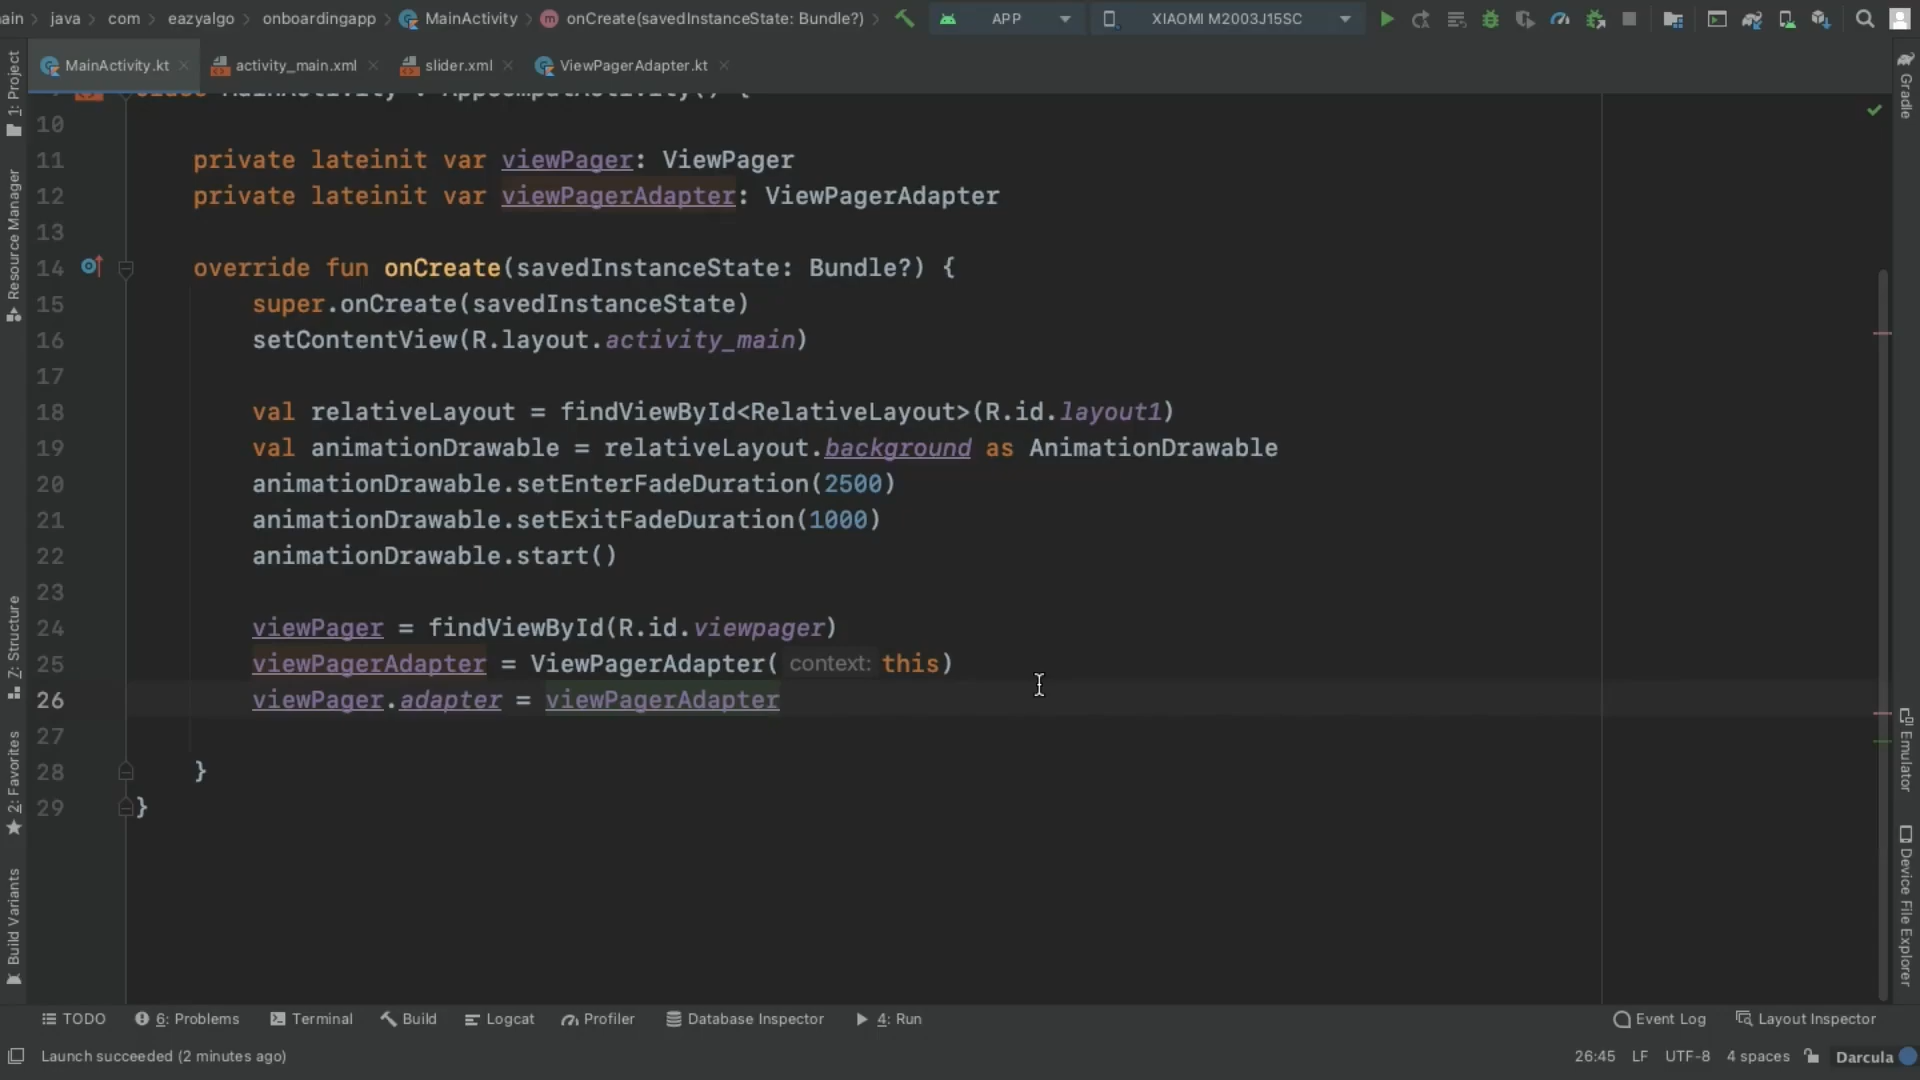 ain > java > com > eazyalgo > onboardingapp > MainActivity > onCreate(savedInstanceState: Bundle?) >
APP
XIAOMI M2003J15SC
MainActivity.kt
activity_main.xml
slider.xml
ViewPagerAdapter.kt
1: Project
Resource Manager
Z: Structure
2: Favorites
Build Variants
Gradle
Emulator
Device File Explorer
class MainActivity : AppCompatActivity() {
10
11 private lateinit var viewPager: ViewPager
12 private lateinit var viewPagerAdapter: ViewPagerAdapter
13
14 override fun onCreate(savedInstanceState: Bundle?) {
15 super.onCreate(savedInstanceState)
16 setContentView(R.layout.activity_main)
17
18 val relativeLayout = findViewById<RelativeLayout>(R.id.layout1)
19 val animationDrawable = relativeLayout.background as AnimationDrawable
20 animationDrawable.setEnterFadeDuration(2500)
21 animationDrawable.setExitFadeDuration(1000)
22 animationDrawable.start()
23
24 viewPager = findViewById(R.id.viewpager)
25 viewPagerAdapter = ViewPagerAdapter( context: this)
26 viewPager.adapter = viewPagerAdapter
27
28 }
29 }
TODO
6: Problems
Terminal
Build
Logcat
Profiler
Database Inspector
4: Run
Event Log
Layout Inspector
Launch succeeded (2 minutes ago)
26:45 LF UTF-8 4 spaces Darcula